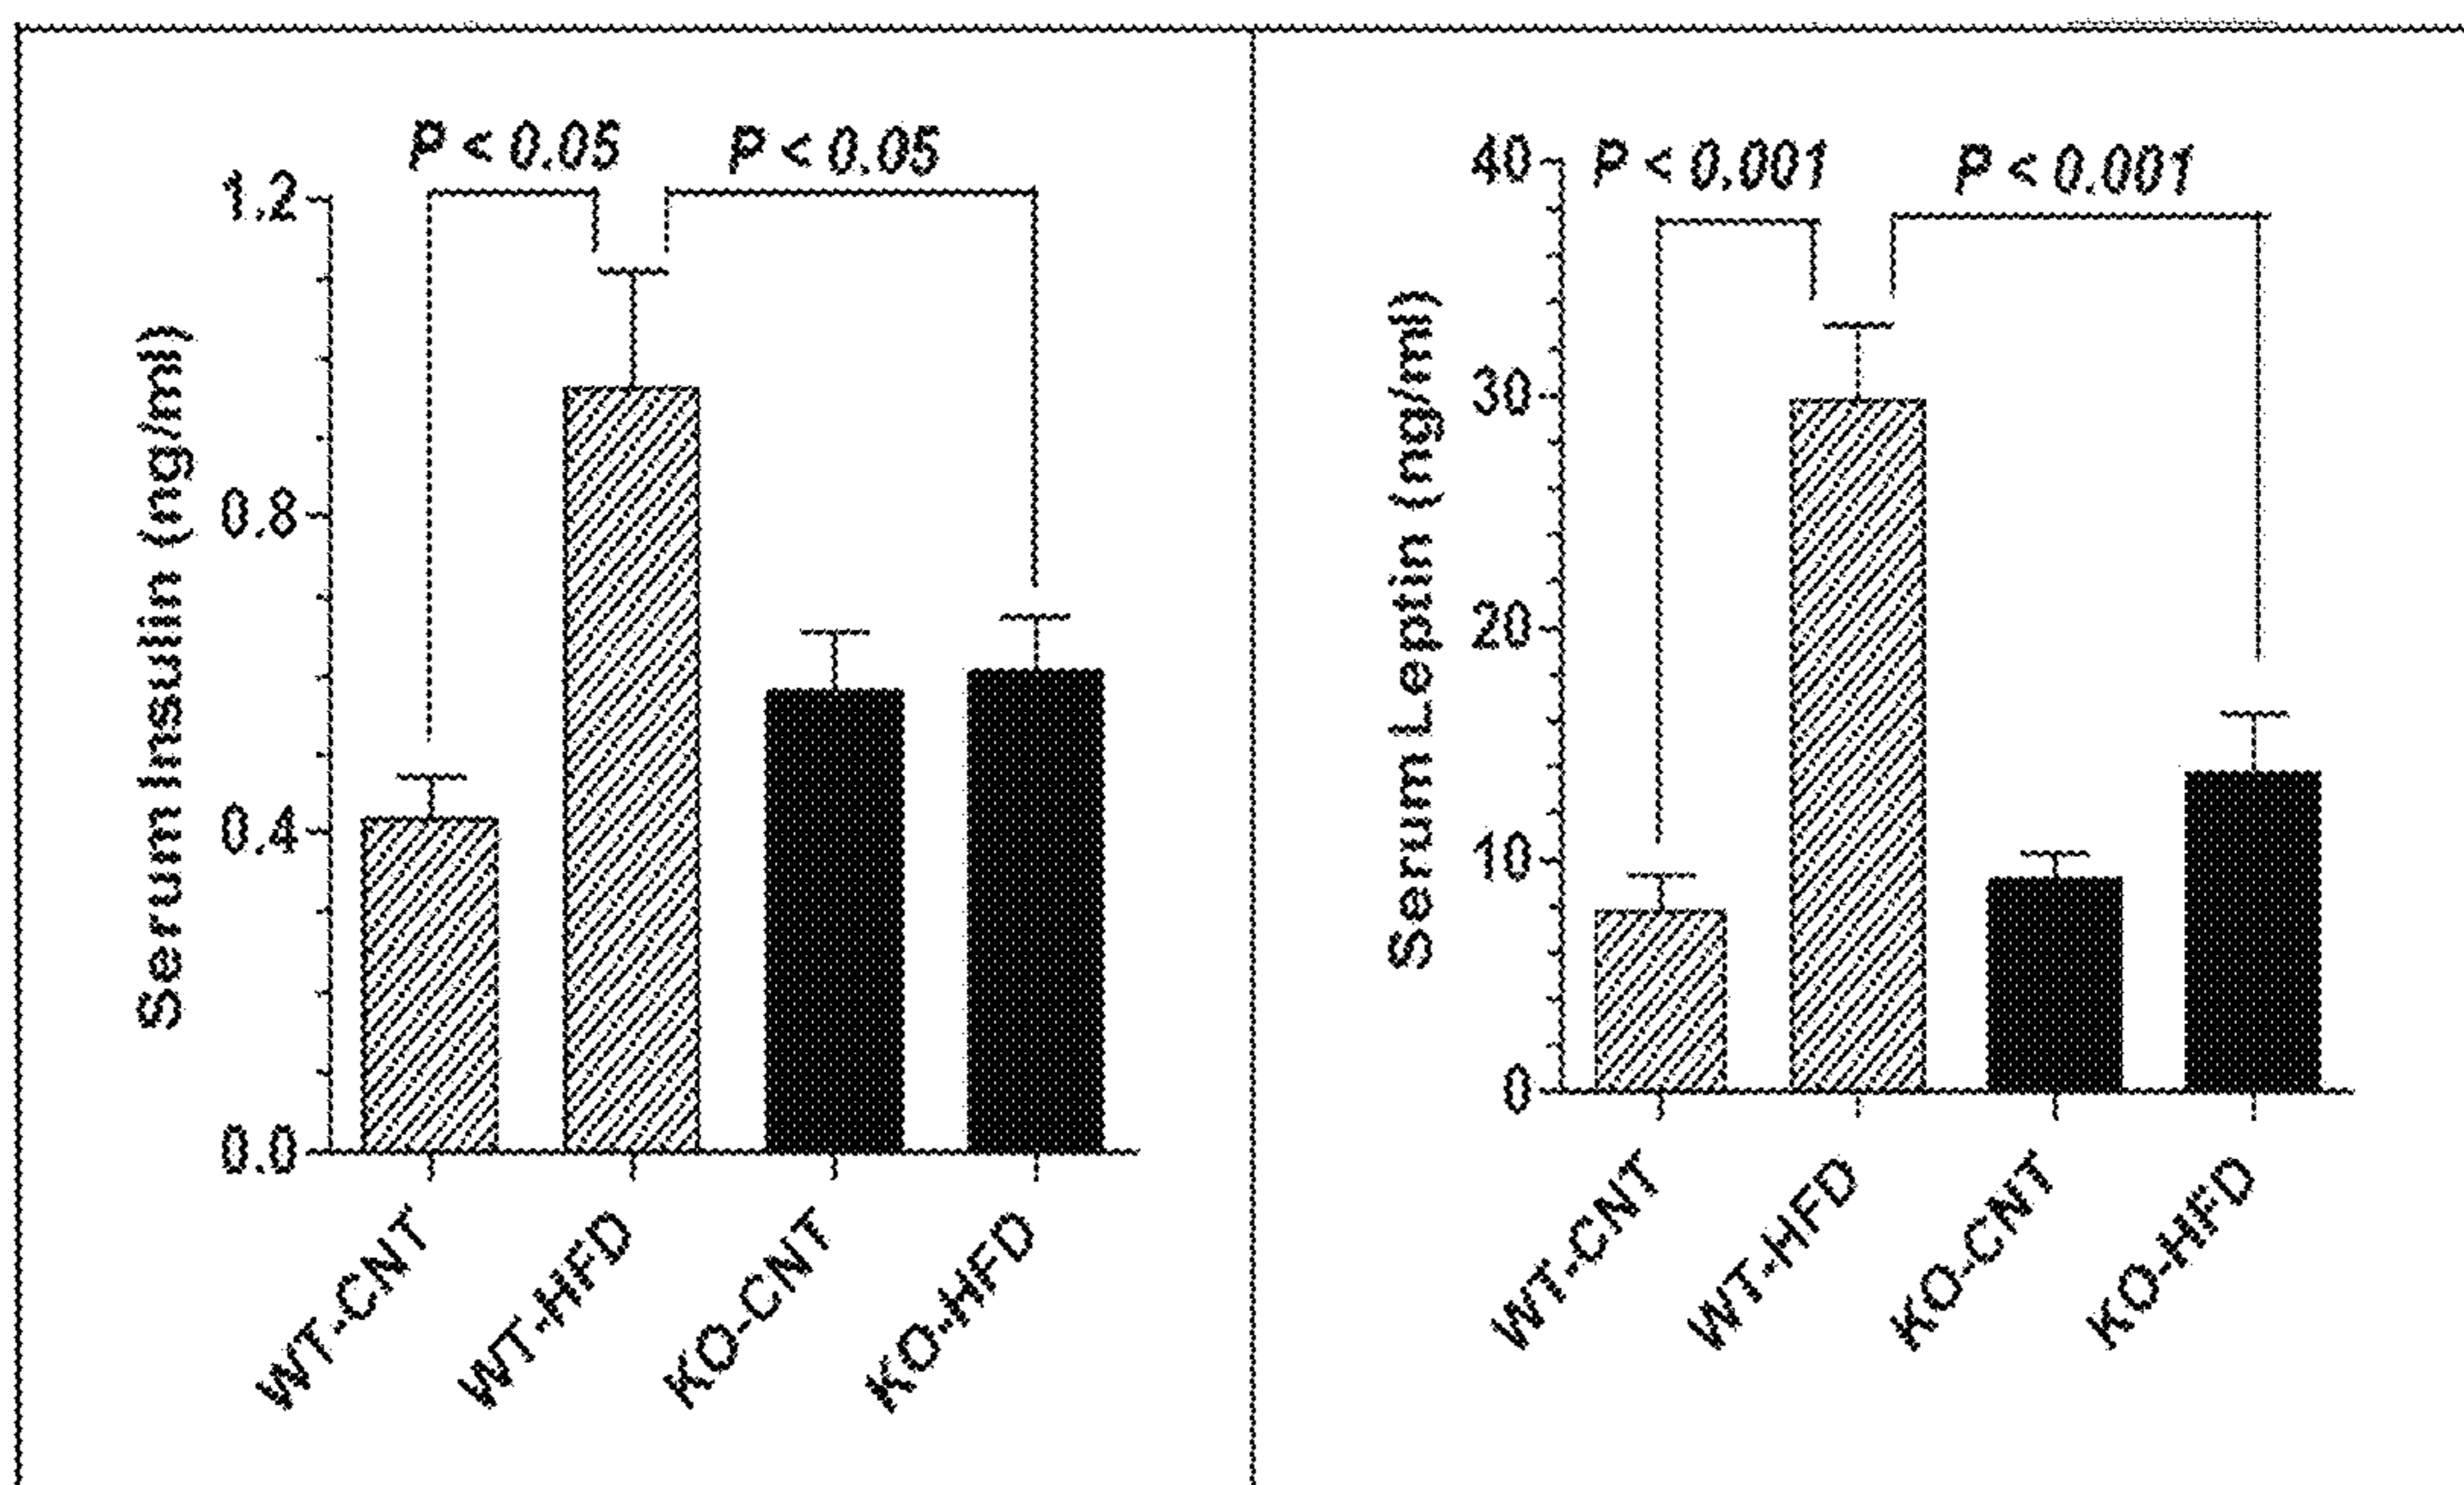 P < 0.05
P < 0.05
1.2
0.8
0.4
0.0
Serum Insulin (ng/ml)
WT-CNT
WT-HFD
KO-CNT
KO-HFD
P < 0.001
P < 0.001
40
30
20
10
0
Serum Leptin (ng/ml)
WT-CNT
WT-HFD
KO-CNT
KO-HFD